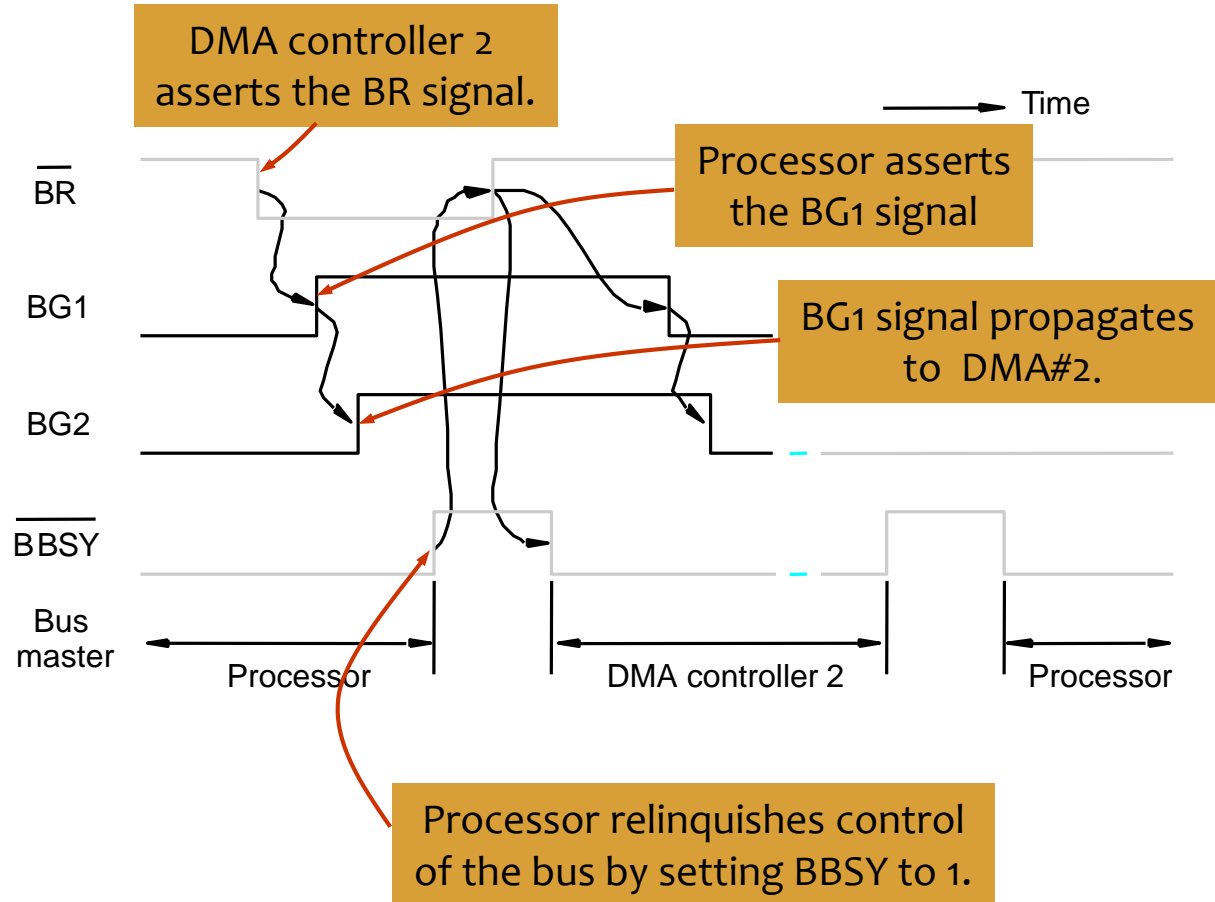 DMA controller 2
asserts the BR signal.
Time
BR
Processor asserts
the BG1 signal
BG1
BG1 signal propagates
to DMA#2.
BG2
BBSY
Bus
master
Processor
DMA controller 2
Processor
Processor relinquishes control
of the bus by setting BBSY to 1.